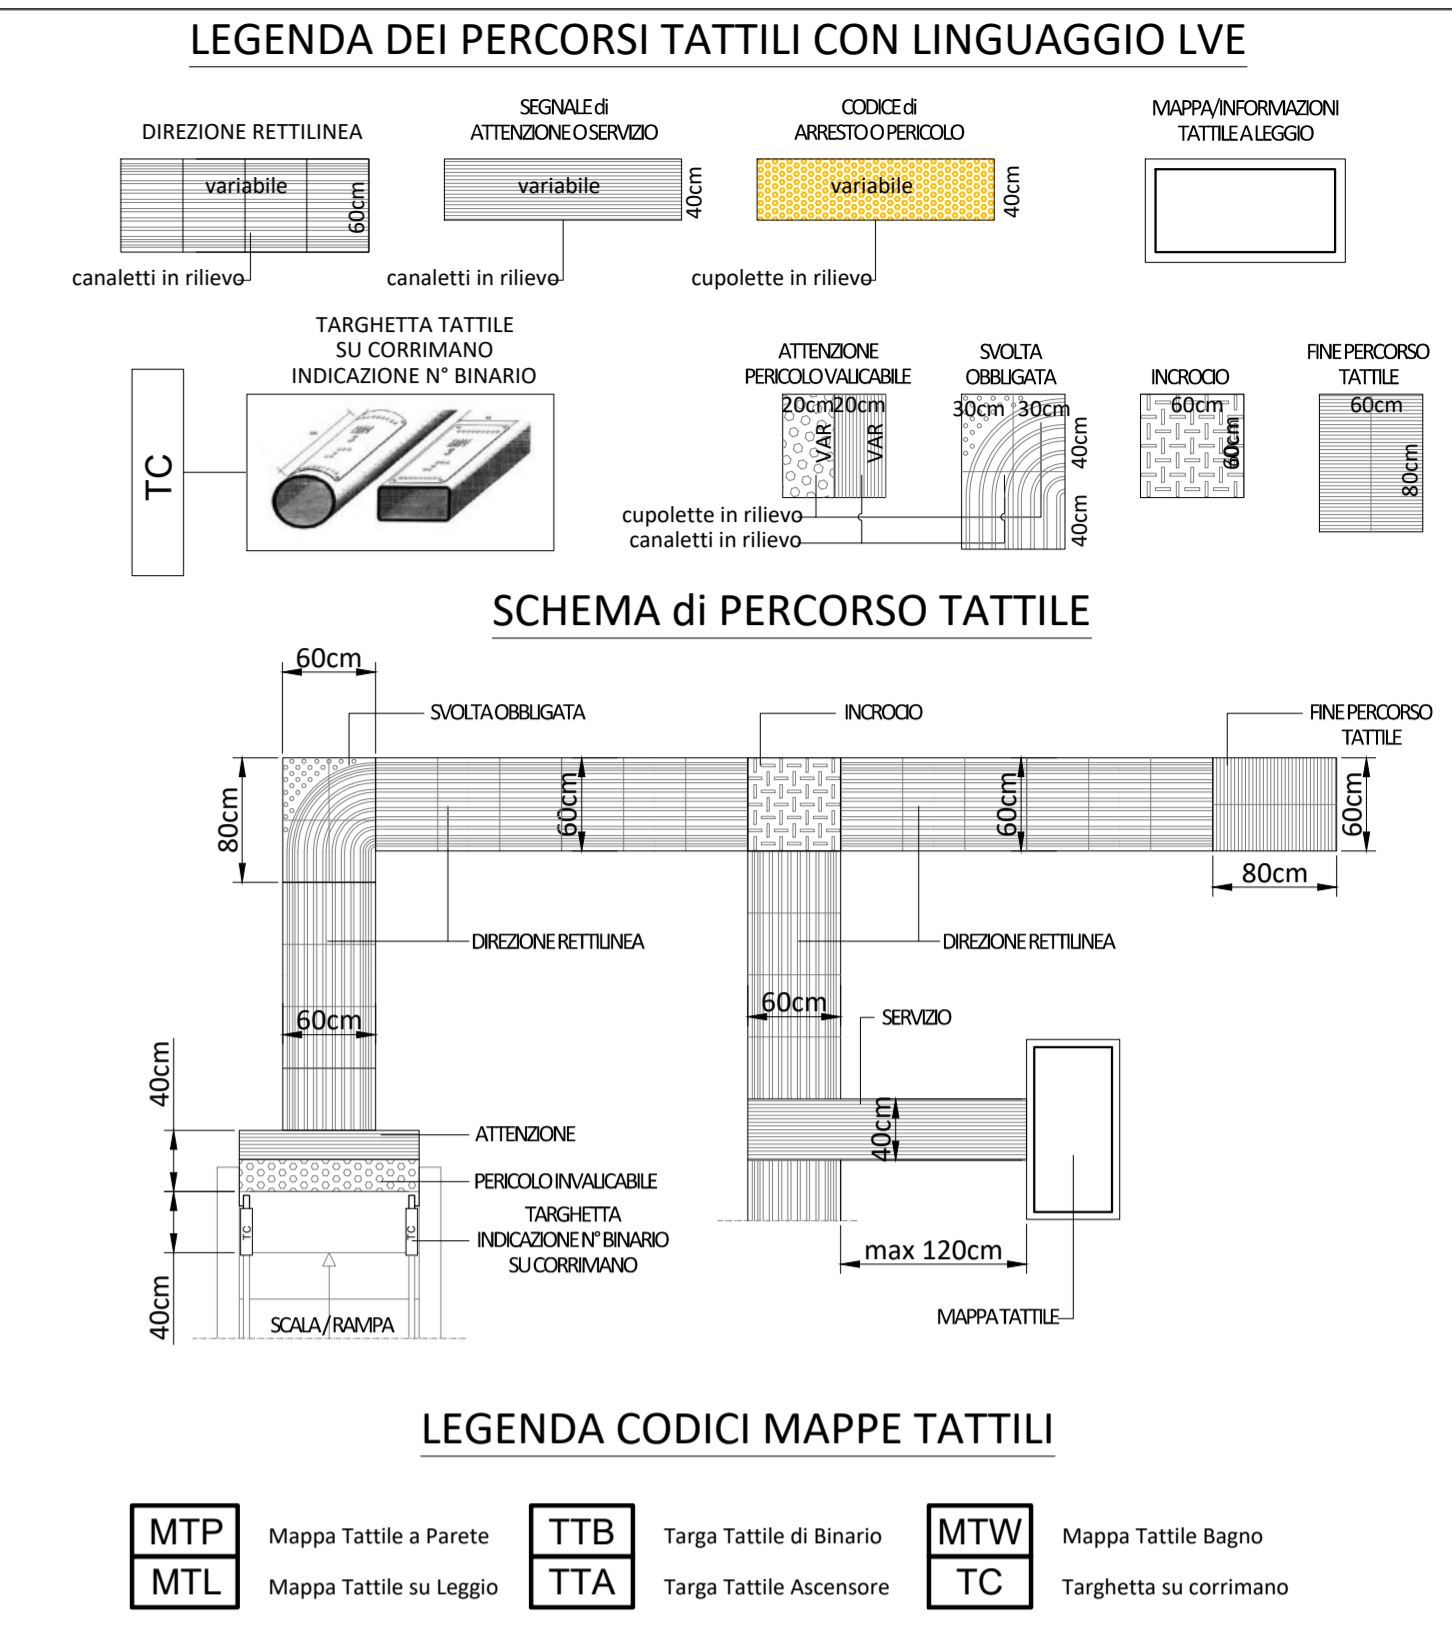 LEGENDA DEI PERCORSI TATTILI CON LINGUAGGIO LVE
DIREZIONE RETTILINEA
variabile
60cm
canaletti in rilievo
SEGNALE di
ATTENZIONE O SERVIZIO
variabile
40cm
canaletti in rilievo
CODICE di
ARRESTO O PERICOLO
variabile
40cm
cupolette in rilievo
MAPPA/INFORMAZIONI
TATTILE A LEGGIO
TC
TARGHETTA TATTILE
SU CORRIMANO
INDICAZIONE N° BINARIO
ATTENZIONE
PERICOLO VALICABILE
20cm 20cm
VAR VAR
SVOLTA
OBBLIGATA
30cm 30cm
40cm
40cm
cupolette in rilievo
canaletti in rilievo
INCROCIO
60cm
60cm
FINE PERCORSO
TATTILE
60cm
80cm
SCHEMA di PERCORSO TATTILE
60cm
SVOLTA OBBLIGATA
INCROCIO
FINE PERCORSO
TATTILE
80cm
60cm
60cm
60cm
80cm
DIREZIONE RETTILINEA
DIREZIONE RETTILINEA
60cm
60cm
SERVIZIO
40cm
40cm
ATTENZIONE
PERICOLO INVALICABILE
TARGHETTA
INDICAZIONE N° BINARIO
SU CORRIMANO
TC
TC
max 120cm
40cm
SCALA / RAMPA
MAPPA TATTILE
LEGENDA CODICI MAPPE TATTILI
MTP Mappa Tattile a Parete
TTB Targa Tattile di Binario
MTW Mappa Tattile Bagno
MTL Mappa Tattile su Leggio
TTA Targa Tattile Ascensore
TC Targhetta su corrimano